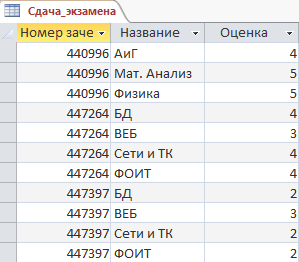 Сдача_экзамена
Номер заче Название Оценка
440996 АиГ 4
440996 Мат. Анализ 5
440996 Физика 5
447264 БД 4
447264 ВЕБ 3
447264 Сети и ТК 4
447264 ФОИТ 4
447397 БД 2
447397 ВЕБ 3
447397 Сети и ТК 2
447397 ФОИТ 2